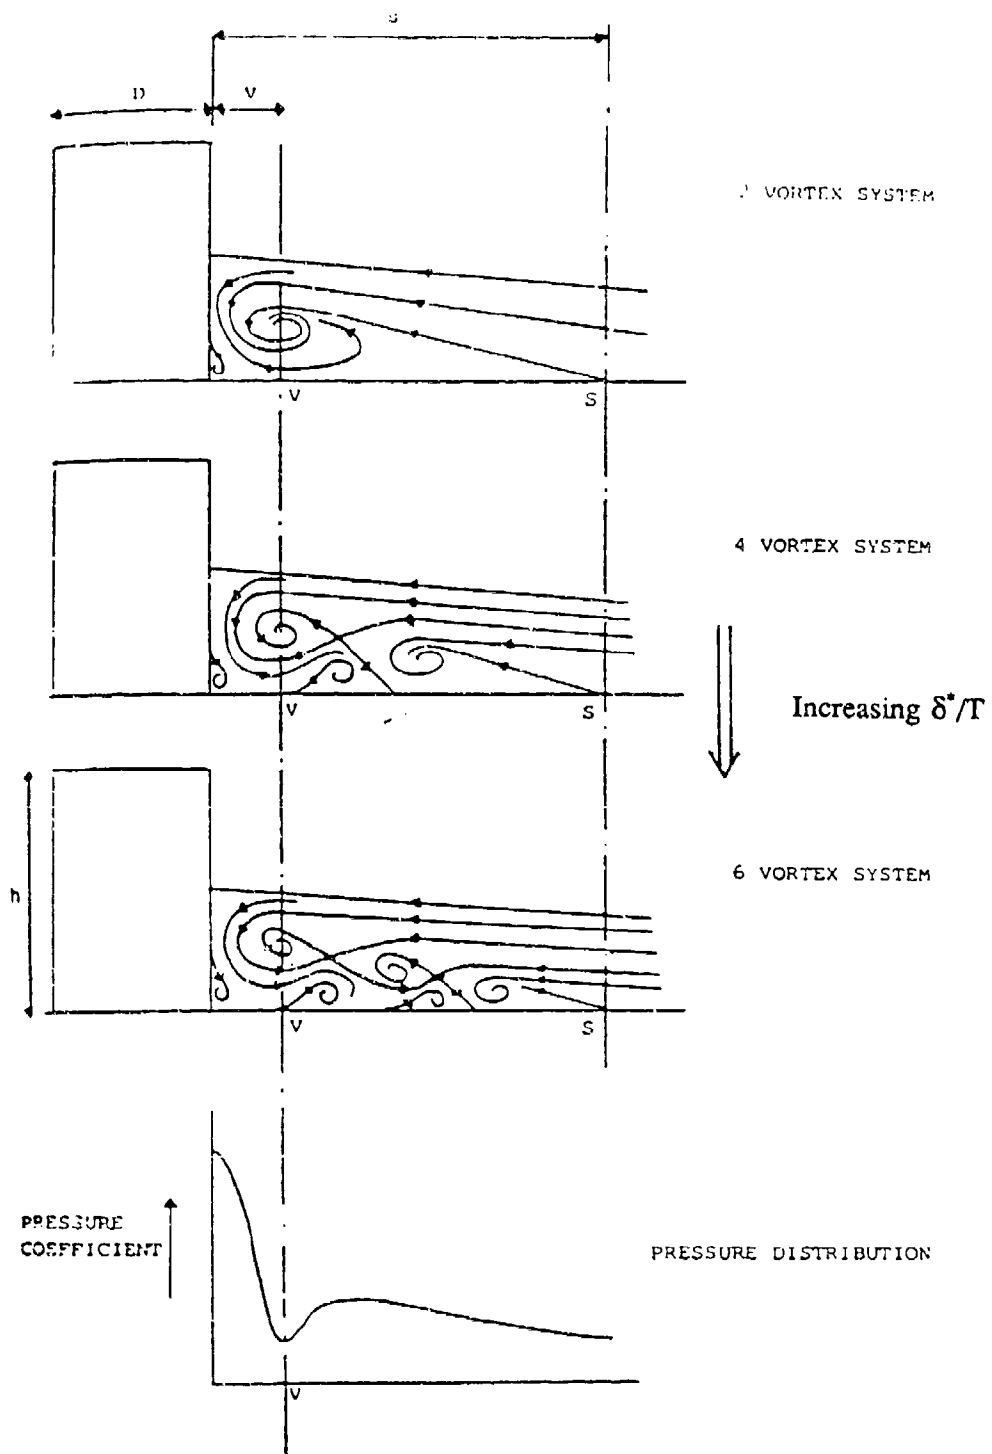 S
D V
VORTEX SYSTEM
V S
4 VORTEX SYSTEM
V S
Increasing δ*/T
h
6 VORTEX SYSTEM
V S
PRESSURE
COEFFICIENT
PRESSURE DISTRIBUTION
V